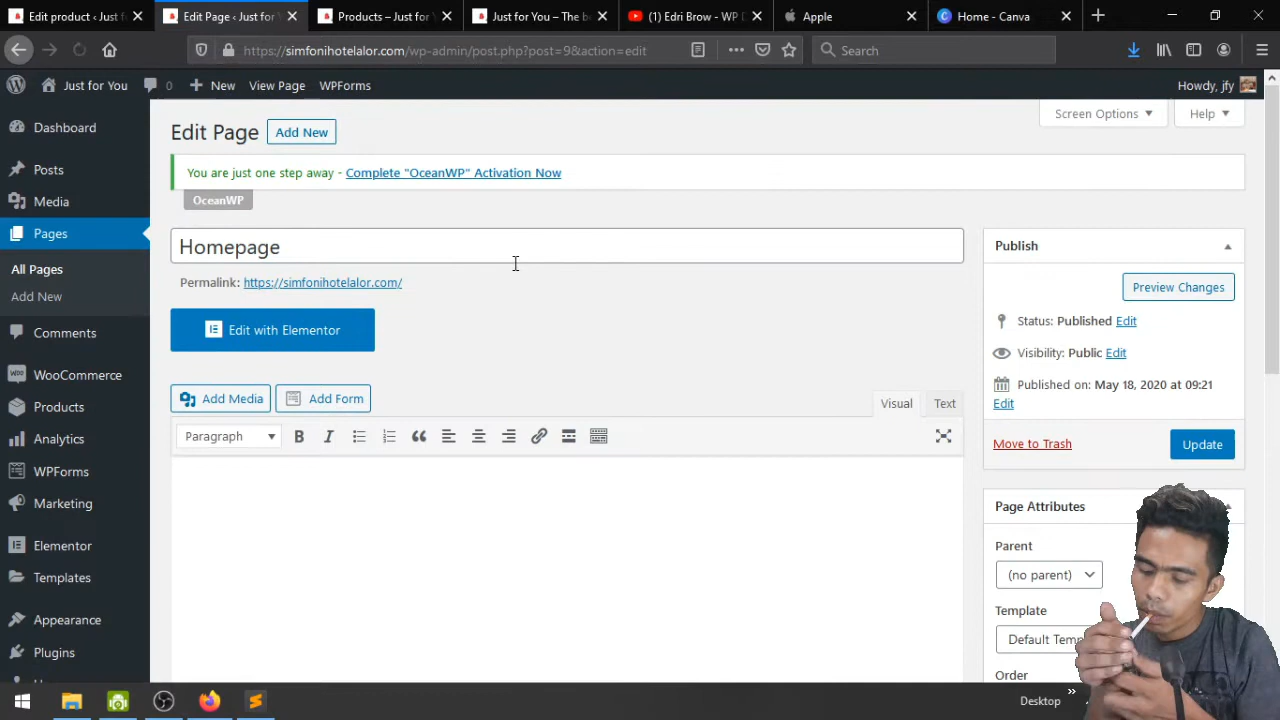 Edit product ‹ Just f
Edit Page ‹ Just for Y
Products – Just for Y
Just for You – The b
(1) Edri Brow - WP D
Apple
Home - Canva
https://simfonihotelalor.com/wp-admin/post.php?post=9&action=edit
Search
Just for You
0
New
View Page
WPForms
Howdy, jfy
Dashboard
Posts
Media
Pages
All Pages
Add New
Comments
WooCommerce
Products
Analytics
WPForms
Marketing
Elementor
Templates
Appearance
Plugins
Screen Options
Help
Edit Page
Add New
You are just one step away - Complete "OceanWP" Activation Now
OceanWP
Homepage
Permalink: https://simfonihotelalor.com/
Edit with Elementor
Add Media
Add Form
Visual
Text
Paragraph
Publish
Preview Changes
Status: Published Edit
Visibility: Public Edit
Published on: May 18, 2020 at 09:21
Edit
Move to Trash
Update
Page Attributes
Parent
(no parent)
Template
Default Temp
Order
Desktop